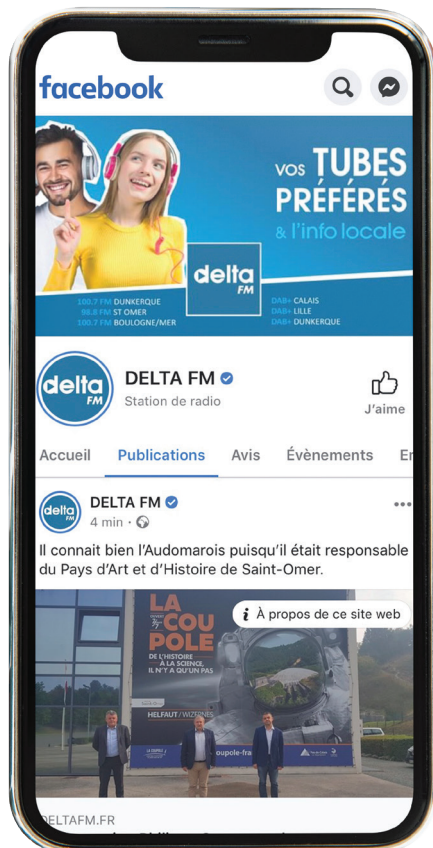 facebook
VOS TUBES
PRÉFÉRÉS
& l'info locale
delta
FM
100.7 FM DUNKERQUE
98.8 FM ST OMER
100.7 FM BOULOGNE/MER
DAB+ CALAIS
DAB+ LILLE
DAB+ DUNKERQUE
delta
FM
DELTA FM
Station de radio
J'aime
Accueil
Publications
Avis
Évènements
delta
FM
DELTA FM
4 min
Il connait bien l'Audomarois puisqu'il était responsable
du Pays d'Art et d'Histoire de Saint-Omer.
À propos de ce site web
LA
COU
POLE
DE L'HISTOIRE
À LA SCIENCE,
IL N'Y A QU'UN PAS
HELFAUT / WIZERNES
oupole-fra
DELTAFM.FR